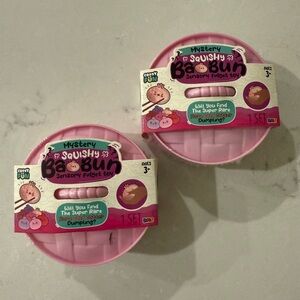 Mystery
SQUISHY
BaoBun
Sensory Fidget Toy
AGES
3+
Will You Find
The Super Rare
Dumpling?
1 SET
Mystery
SQUISHY
BaoBun
Sensory Fidget Toy
AGES
3+
Will You Find
The Super Rare
Dumpling?
1 SET